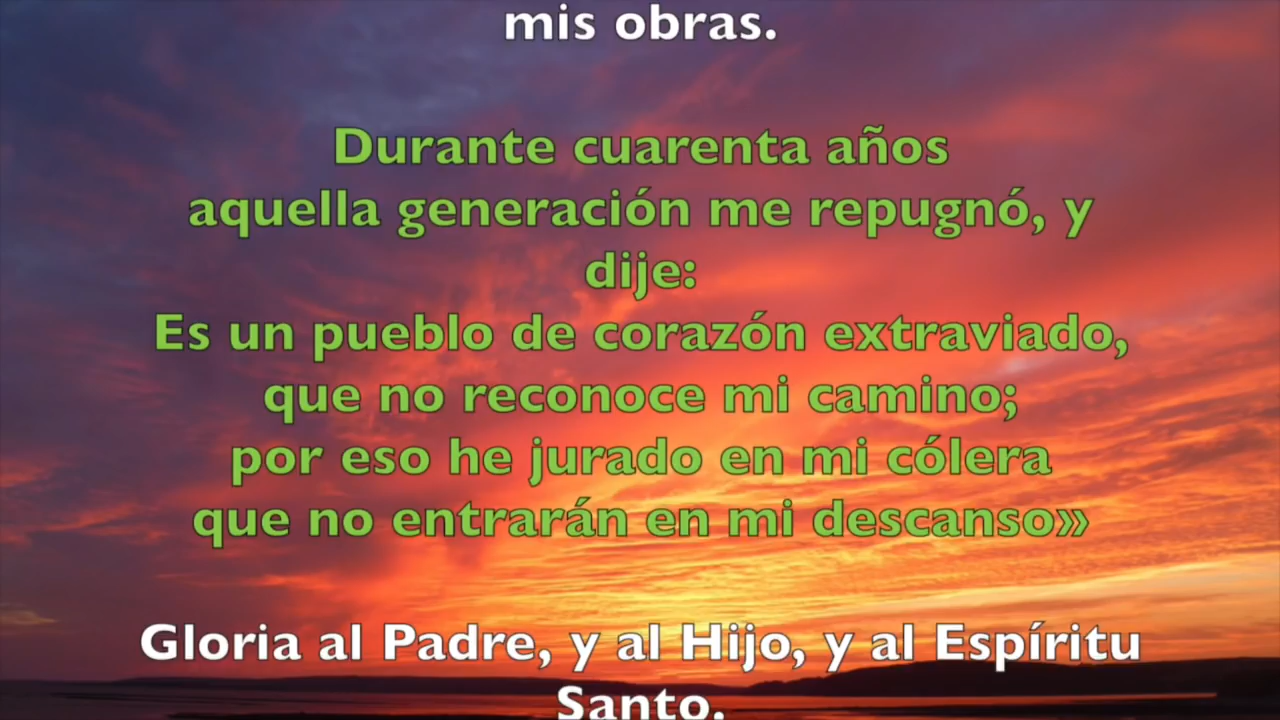 mis obras.
Durante cuarenta años
aquella generación me repugnó, y
dije:
Es un pueblo de corazón extraviado,
que no reconoce mi camino;
por eso he jurado en mi cólera
que no entrarán en mi descanso»
Gloria al Padre, y al Hijo, y al Espíritu
Santo.